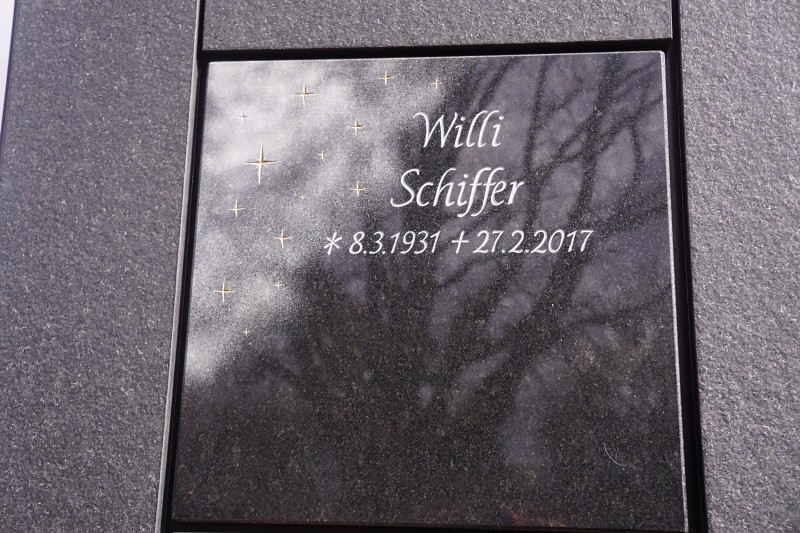 Willi
Schiffer
* 8.3.1931 + 27.2.2017